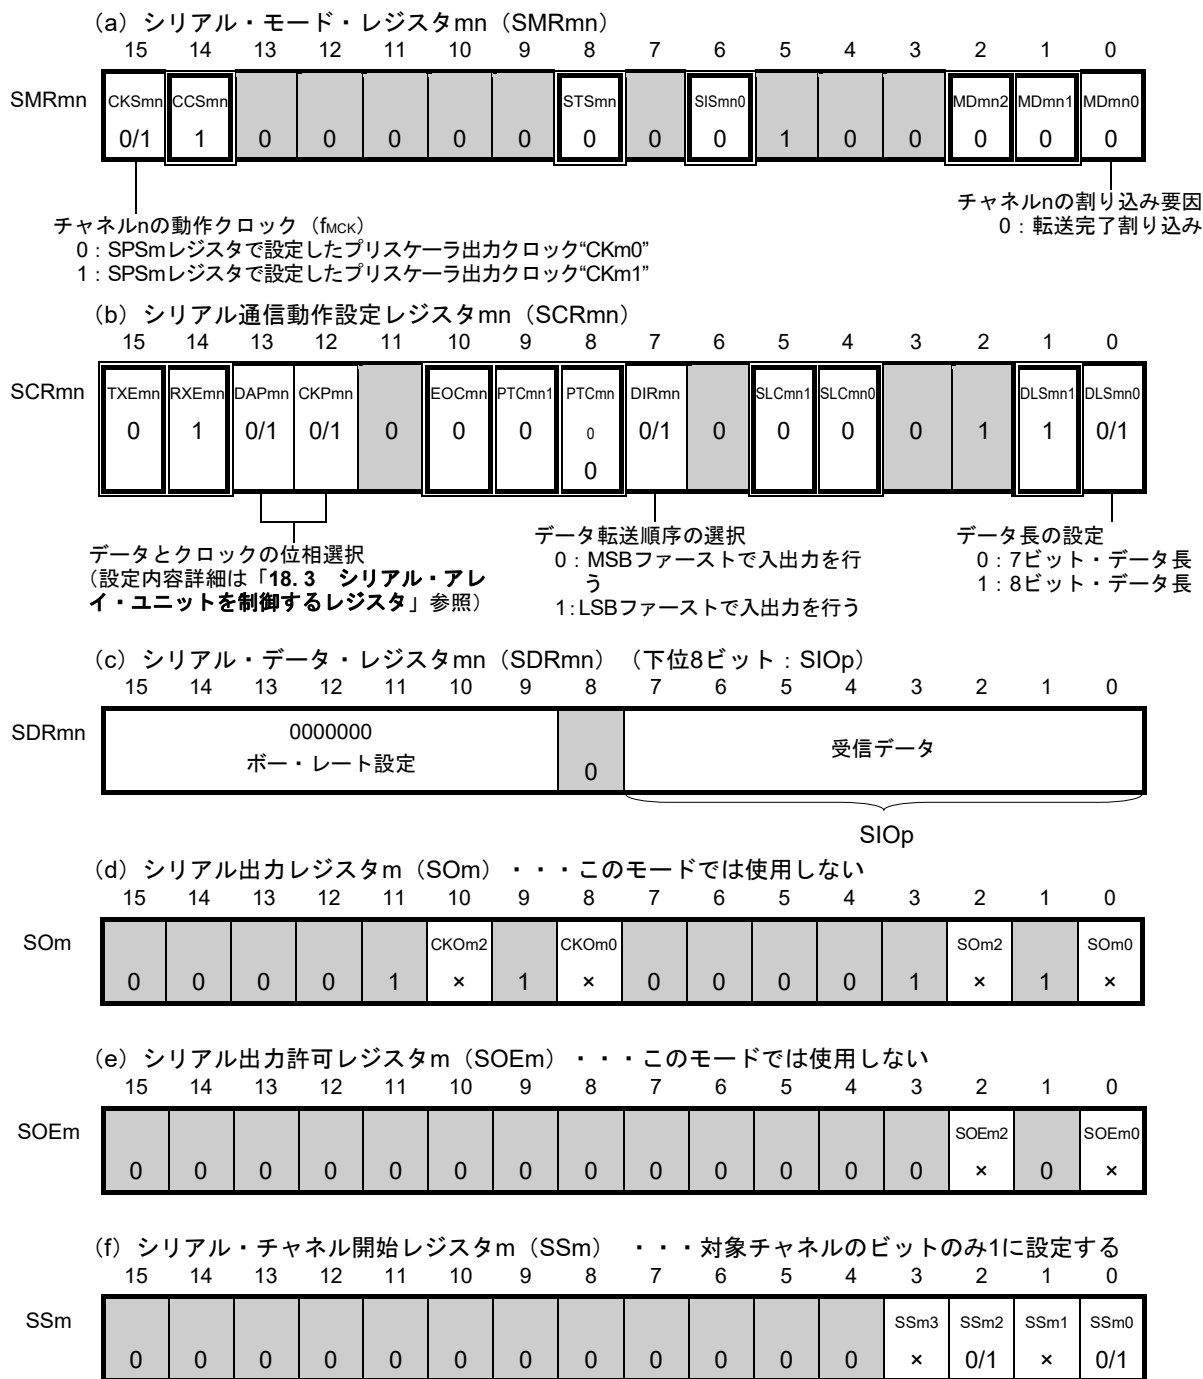 (a) シリアル・モード・レジスタmn（SMRmn）
15 14 13 12 11 10 9 8 7 6 5 4 3 2 1 0
SMRmn CKSmn CCSmn STSmn SISmn0 MDmn2 MDmn1 MDmn0
0/1 1 0 0 0 0 0 0 0 0 1 0 0 0 0 0
チャネルnの動作クロック（fMCK）
0：SPSmレジスタで設定したプリスケーラ出力クロック“CKm0”
1：SPSmレジスタで設定したプリスケーラ出力クロック“CKm1”
チャネルnの割り込み要因
0：転送完了割り込み
(b) シリアル通信動作設定レジスタmn（SCRmn）
15 14 13 12 11 10 9 8 7 6 5 4 3 2 1 0
SCRmn TXEmn RXEmn DAPmn CKPmn EOCmn PTCmn1 PTCmn DIRmn SLCmn1 SLCmn0 DLSmn1 DLSmn0
0 1 0/1 0/1 0 0 0 0 0/1 0 0 0 0 1 1 0/1
0
データとクロックの位相選択
（設定内容詳細は「18. 3 シリアル・アレ
イ・ユニットを制御するレジスタ」参照）
データ転送順序の選択
0：MSBファーストで入出力を行
う
1：LSBファーストで入出力を行う
データ長の設定
0：7ビット・データ長
1：8ビット・データ長
(c) シリアル・データ・レジスタmn（SDRmn）（下位8ビット：SIOp）
15 14 13 12 11 10 9 8 7 6 5 4 3 2 1 0
SDRmn
0000000
ボー・レート設定
0
受信データ
SIOp
(d) シリアル出力レジスタm（SOm）・・・このモードでは使用しない
15 14 13 12 11 10 9 8 7 6 5 4 3 2 1 0
SOm CKOm2 CKOm0 SOm2 SOm0
0 0 0 0 1 × 1 × 0 0 0 0 1 × 1 ×
(e) シリアル出力許可レジスタm（SOEm）・・・このモードでは使用しない
15 14 13 12 11 10 9 8 7 6 5 4 3 2 1 0
SOEm SOEm2 SOEm0
0 0 0 0 0 0 0 0 0 0 0 0 0 × 0 ×
(f) シリアル・チャネル開始レジスタm（SSm） ・・・対象チャネルのビットのみ1に設定する
15 14 13 12 11 10 9 8 7 6 5 4 3 2 1 0
SSm SSm3 SSm2 SSm1 SSm0
0 0 0 0 0 0 0 0 0 0 0 0 × 0/1 × 0/1